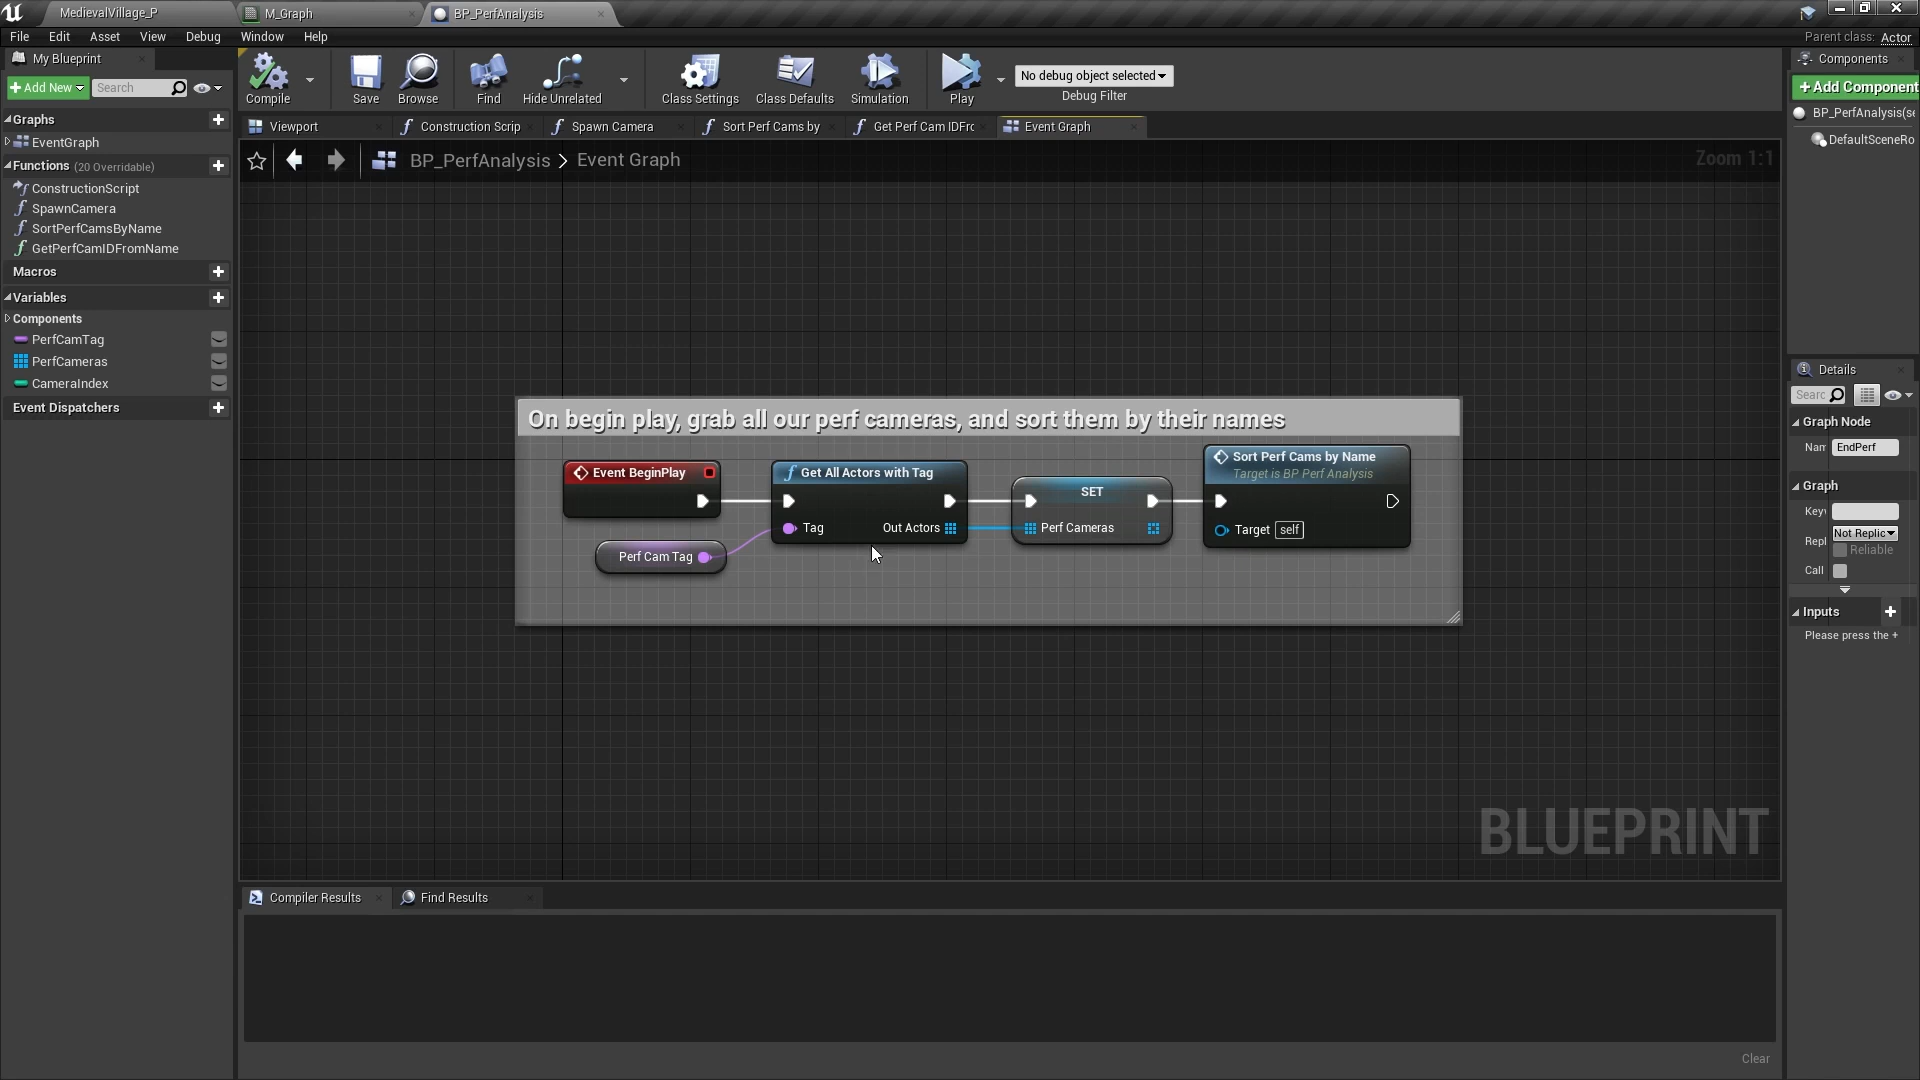 MedievalVillage_P
M_Graph
BP_PerfAnalysis
File Edit Asset View Debug Window Help
Parent class: Actor
My Blueprint
Add New
Search
Graphs
EventGraph
Functions (20 Overridable)
ConstructionScript
SpawnCamera
SortPerfCamsByName
GetPerfCamIDFromName
Macros
Variables
Components
PerfCamTag
PerfCameras
CameraIndex
Event Dispatchers
Compile
Save
Browse
Find
Hide Unrelated
Class Settings
Class Defaults
Simulation
Play
No debug object selected
Debug Filter
Viewport
Construction Scrip
Spawn Camera
Sort Perf Cams by
Get Perf Cam IDFrc
Event Graph
BP_PerfAnalysis > Event Graph
Zoom 1:1
On begin play, grab all our perf cameras, and sort them by their names
Event BeginPlay
Perf Cam Tag
Get All Actors with Tag
Tag
Out Actors
SET
Perf Cameras
Sort Perf Cams by Name
Target is BP Perf Analysis
Target self
BLUEPRINT
Compiler Results
Find Results
Clear
Components
+Add Component
BP_PerfAnalysis(se
DefaultSceneRo
Details
Searc
Graph Node
Nam EndPerf
Graph
Keyv
Repl Not Replic
Reliable
Call
Inputs
Please press the +